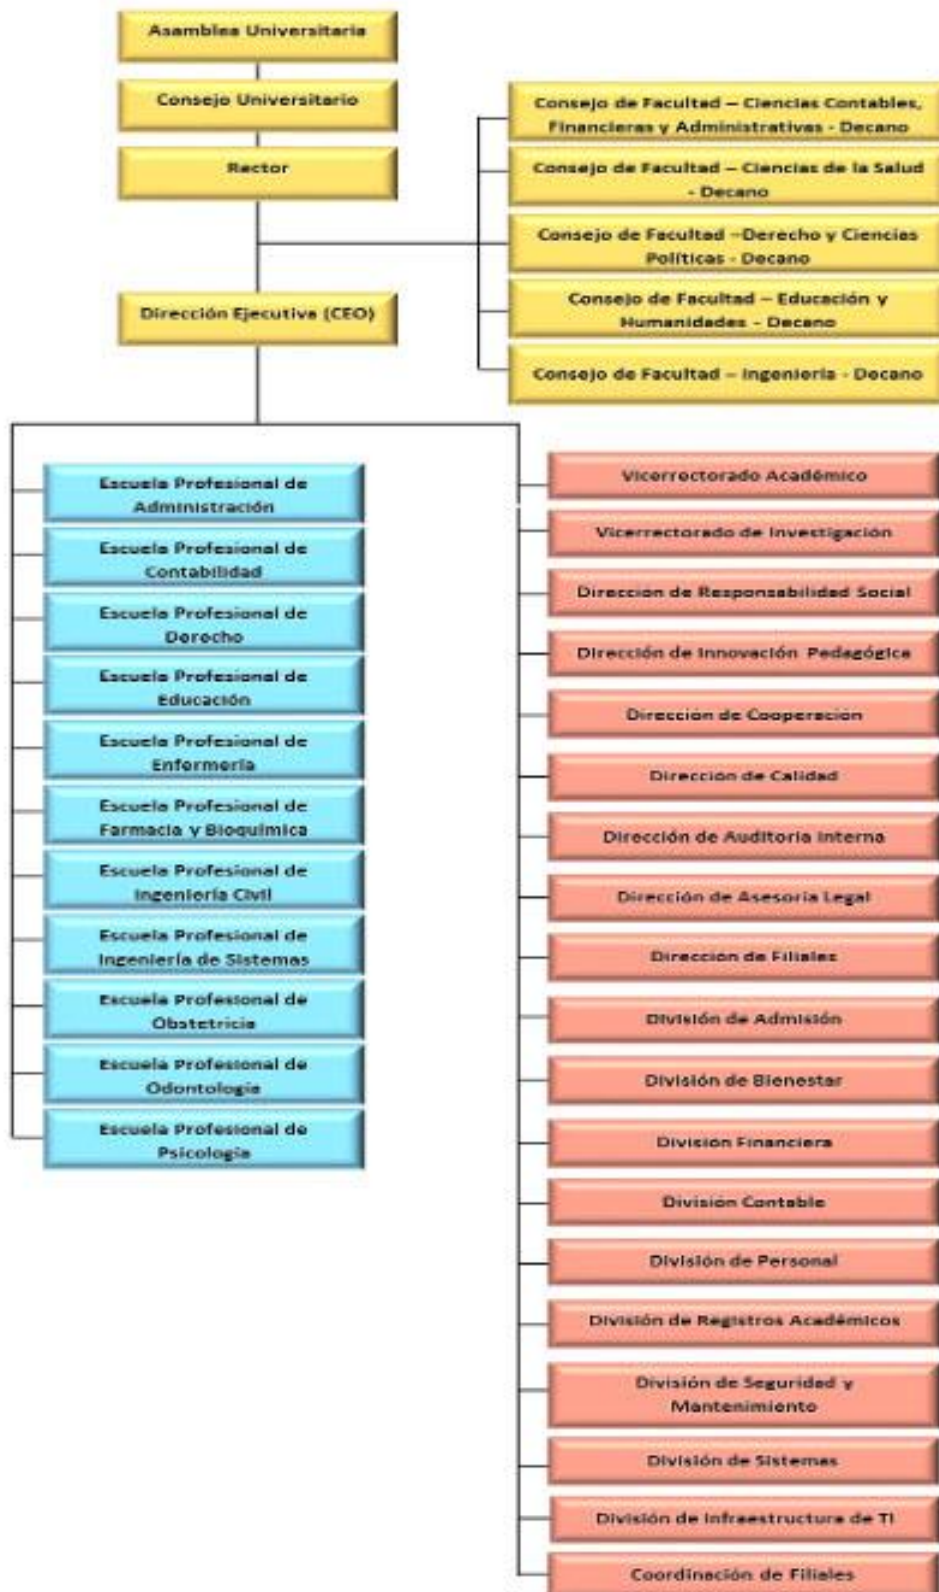 Asamblea Universitaria
Consejo Universitario
Rector
Consejo de Facultad – Ciencias Contables,
Financieras y Administrativas - Decano
Consejo de Facultad – Ciencias de la Salud
- Decano
Consejo de Facultad –Derecho y Ciencias
Políticas - Decano
Consejo de Facultad – Educación y
Humanidades - Decano
Consejo de Facultad – Ingeniería - Decano
Dirección Ejecutiva (CEO)
Escuela Profesional de
Administración
Escuela Profesional de
Contabilidad
Escuela Profesional de
Derecho
Escuela Profesional de
Educación
Escuela Profesional de
Enfermería
Escuela Profesional de
Farmacia y Bioquímica
Escuela Profesional de
Ingeniería Civil
Escuela Profesional de
Ingeniería de Sistemas
Escuela Profesional de
Obstetricia
Escuela Profesional de
Odontología
Escuela Profesional de
Psicología
Vicerrectorado Académico
Vicerrectorado de Investigación
Dirección de Responsabilidad Social
Dirección de Innovación Pedagógica
Dirección de Cooperación
Dirección de Calidad
Dirección de Auditoría Interna
Dirección de Asesoría Legal
Dirección de Filiales
División de Admisión
División de Bienestar
División Financiera
División Contable
División de Personal
División de Registros Académicos
División de Seguridad y
Mantenimiento
División de Sistemas
División de Infraestructura de TI
Coordinación de Filiales